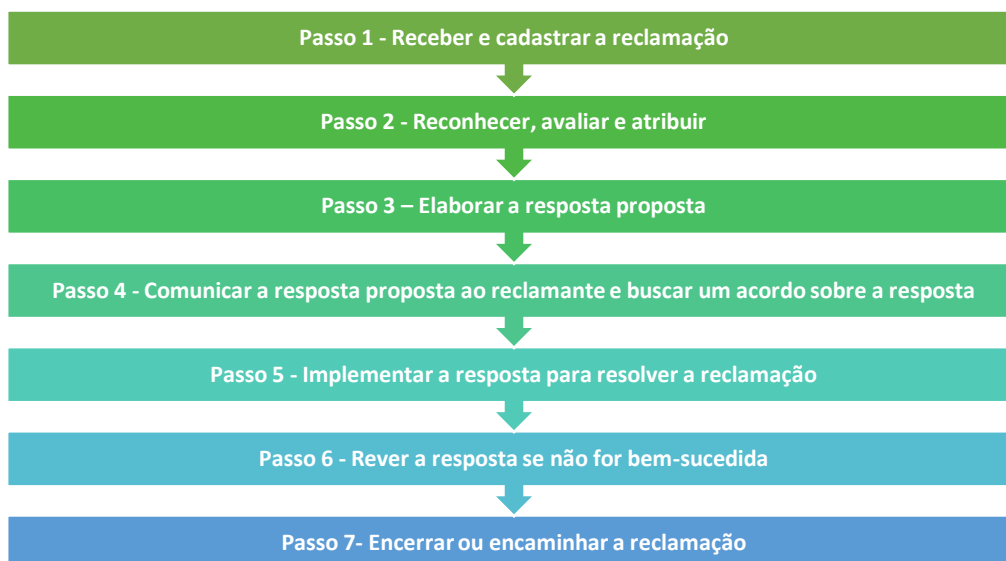 Passo 1 - Receber e cadastrar a reclamação
Passo 2 - Reconhecer, avaliar e atribuir
Passo 3 – Elaborar a resposta proposta
Passo 4 - Comunicar a resposta proposta ao reclamante e buscar um acordo sobre a resposta
Passo 5 - Implementar a resposta para resolver a reclamação
Passo 6 - Rever a resposta se não for bem-sucedida
Passo 7- Encerrar ou encaminhar a reclamação